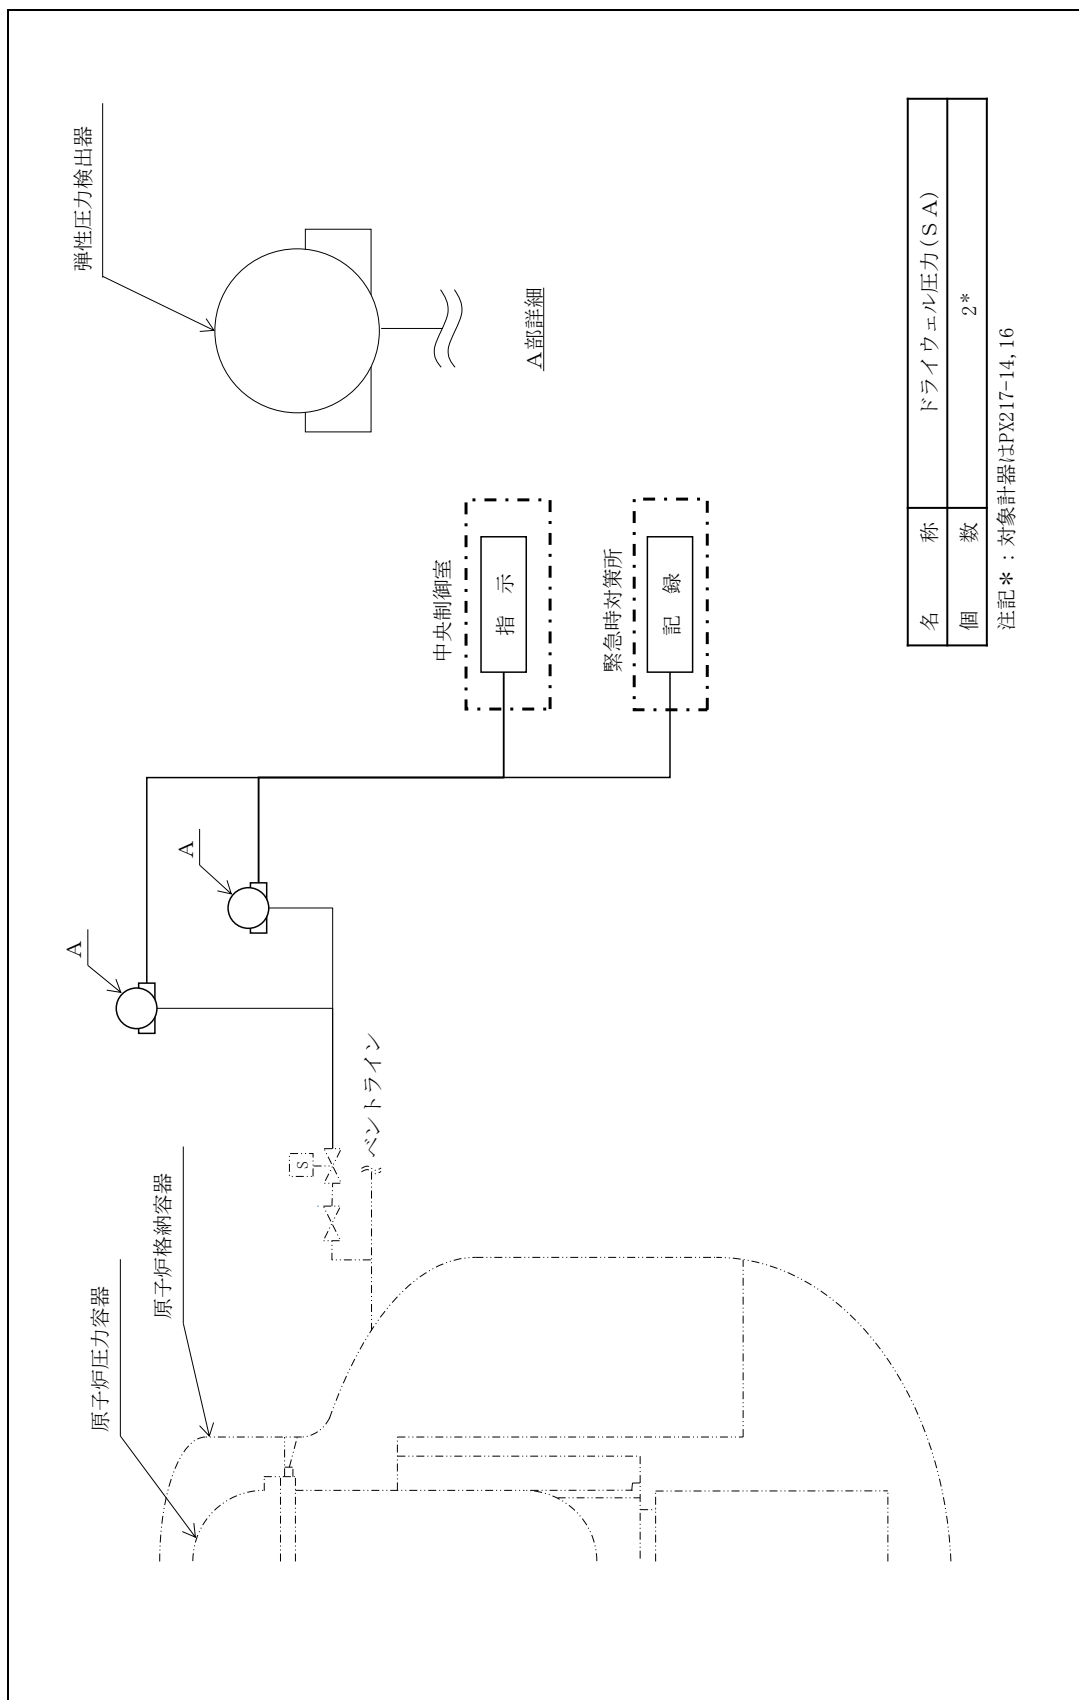 原子炉圧力容器
原子炉格納容器
S
ベントライン
A
A
中央制御室
指 示
緊急時対策所
記 録
弾性圧力検出器
A部詳細
名 称 ドライウェル圧力(SA)
個 数 2*
注記＊：対象計器はPX217-14,16